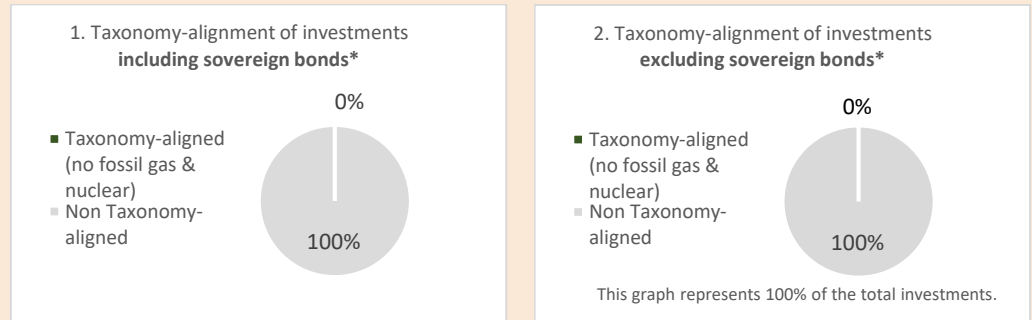 1. Taxonomy-alignment of investments
including sovereign bonds*
0%
Taxonomy-aligned
(no fossil gas &
nuclear)
Non Taxonomy-
aligned
100%
2. Taxonomy-alignment of investments
excluding sovereign bonds*
0%
Taxonomy-aligned
(no fossil gas &
nuclear)
Non Taxonomy-
aligned
100%
This graph represents 100% of the total investments.